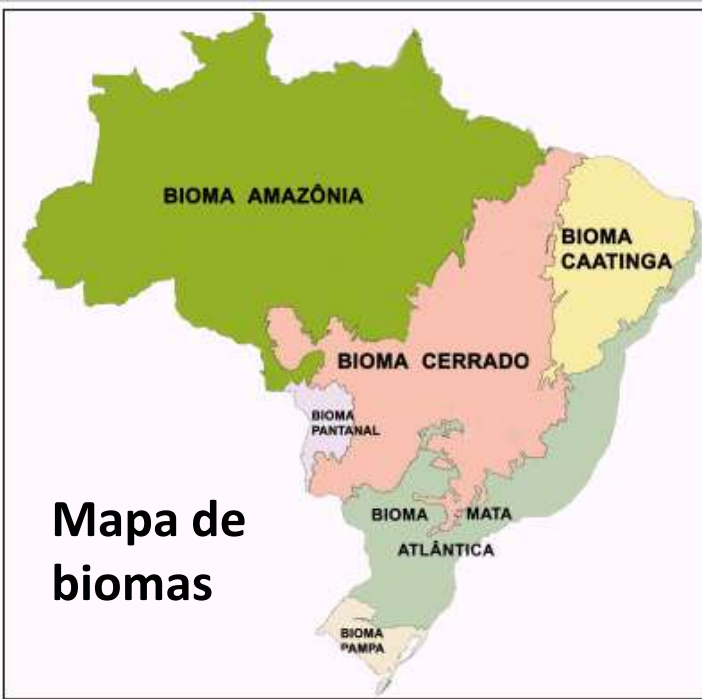 BIOMA AMAZÔNIA
BIOMA
CAATINGA
BIOMA CERRADO
BIOMA
PANTANAL
Mapa de
biomas
BIOMA MATA
ATLÂNTICA
BIOMA
PAMPA